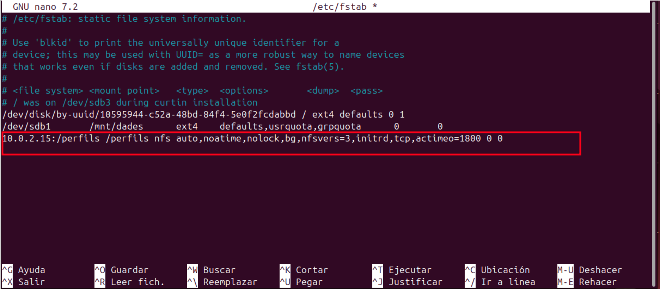 GNU nano 7.2 /etc/fstab *
# /etc/fstab: static file system information.
#
# Use 'blkid' to print the universally unique identifier for a
# device; this may be used with UUID= as a more robust way to name devices
# that works even if disks are added and removed. See fstab(5).
#
# <file system> <mount point> <type> <options> <dump> <pass>
# / was on /dev/sdb3 during curtin installation
/dev/disk/by-uuid/10595944-c52a-48bd-84f4-5e0f2fcdabbd / ext4 defaults 0 1
/dev/sdb1 /mnt/dades ext4 defaults,usrquota,grpquota 0 0
10.0.2.15:/perfils /perfils nfs auto,noatime,nolock,bg,nfsvers=3,initrd,tcp,actimeo=1800 0 0
^G Ayuda ^O Guardar ^W Buscar ^K Cortar ^T Ejecutar ^C Ubicación M-U Deshacer
^X Salir ^R Leer fich. ^\ Reemplazar ^U Pegar ^J Justificar ^/ Ir a línea M-E Rehacer